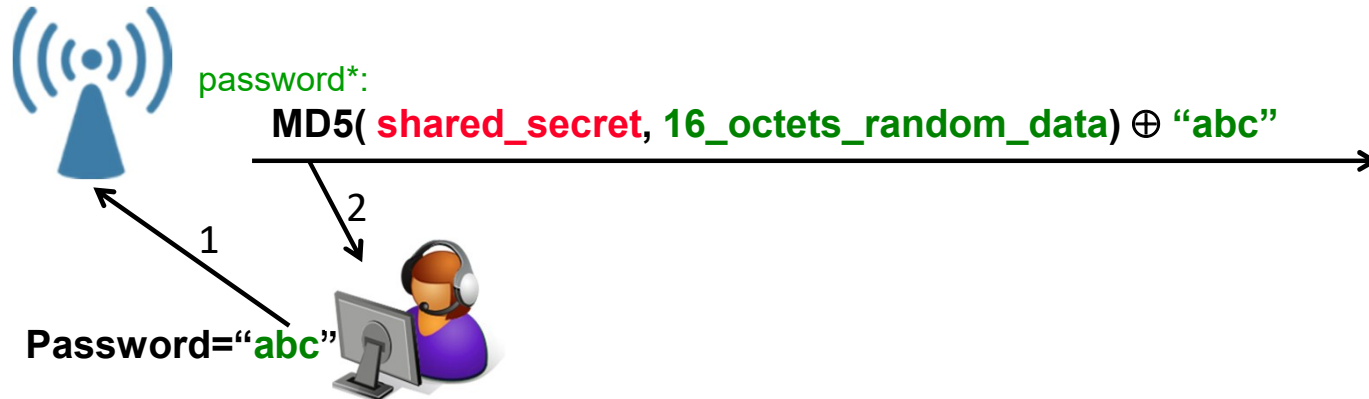 password*:
MD5( shared_secret, 16_octets_random_data) ⊕ “abc”
2
1
Password=“abc”